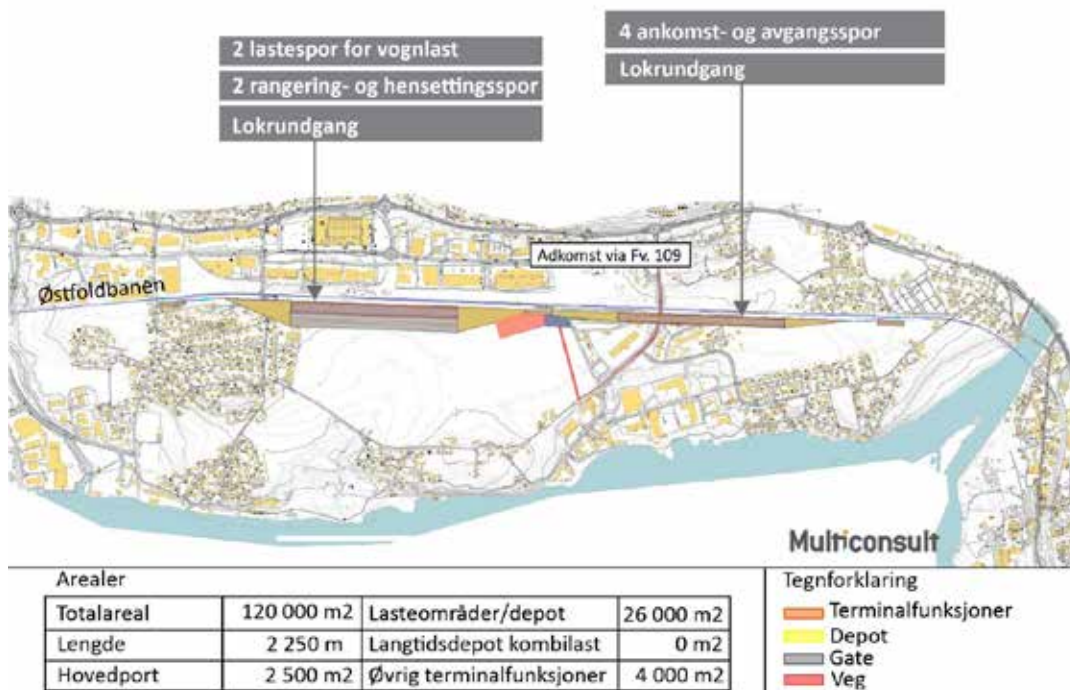 2 lastespor for vognlast
2 rangering- og hensettingsspor
Lokrundgang
4 ankomst- og avgangsspor
Lokrundgang
Adkomst via Fv. 109
Østfoldbanen
Multiconsult
Arealer
Totalareal 120 000 m2 Lasteområder/depot 26 000 m2
Lengde 2 250 m Langtidsdepot kombilast 0 m2
Hovedport 2 500 m2 Øvrig terminalfunksjoner 4 000 m2
Tegnforklaring
Terminalfunksjoner
Depot
Gate
Veg